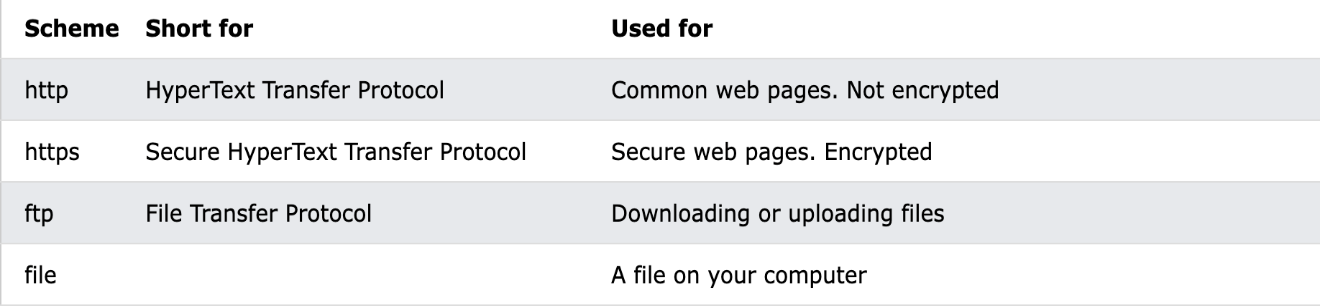 Scheme Short for Used for
http HyperText Transfer Protocol Common web pages. Not encrypted
https Secure HyperText Transfer Protocol Secure web pages. Encrypted
ftp File Transfer Protocol Downloading or uploading files
file A file on your computer